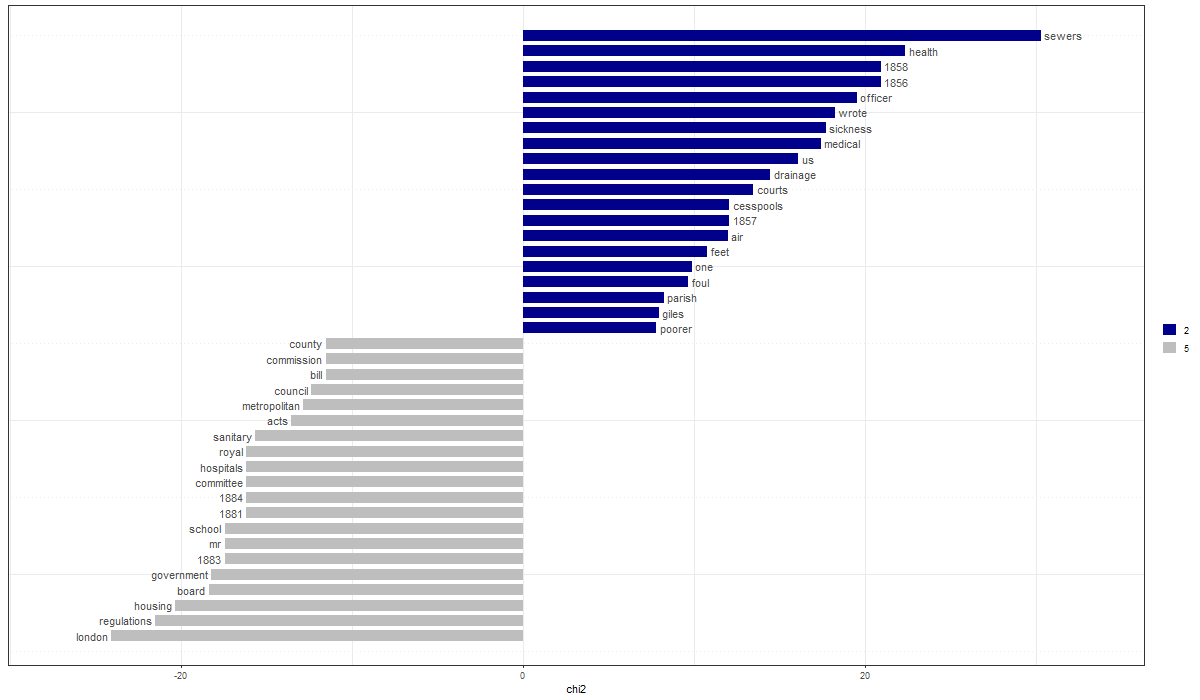 sewers
health
1858
1856
officer
wrote
sickness
medical
us
drainage
courts
cesspools
1857
air
feet
one
foul
parish
giles
poorer
county
commission
bill
council
metropolitan
acts
sanitary
royal
hospitals
committee
1884
1881
school
mr
1883
government
board
housing
regulations
london
-20 0 20
chi2
2
5